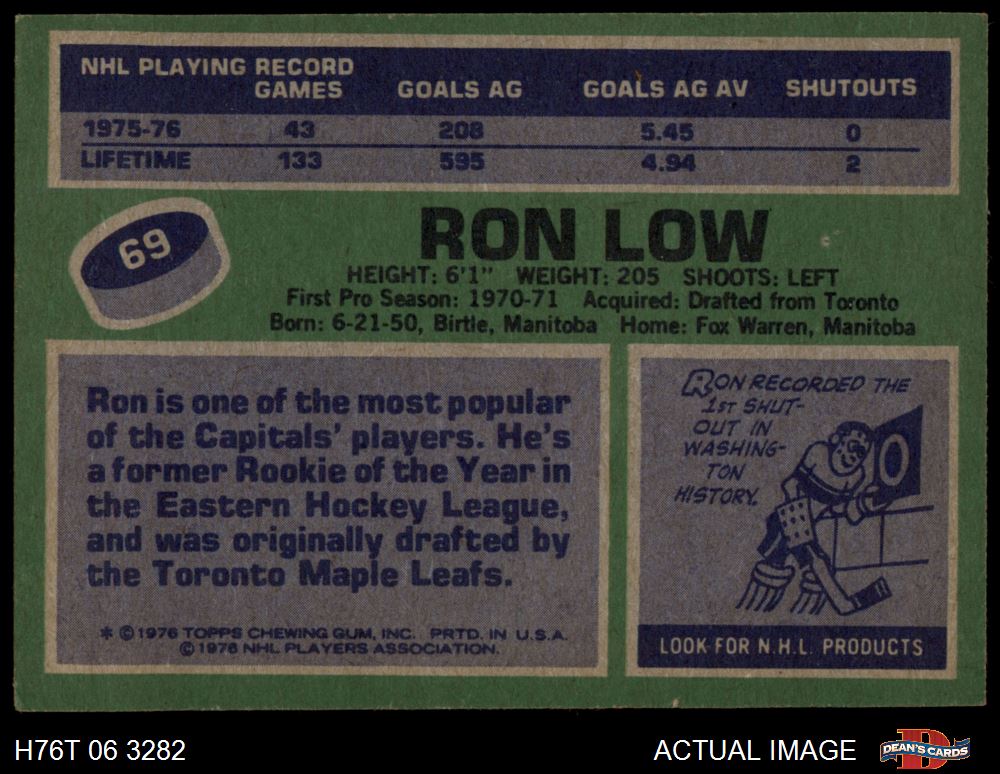 NHL PLAYING RECORD
GAMES GOALS AG GOALS AG AV SHUTOUTS
1975-76 43 208 5.45 0
LIFETIME 133 595 4.94 2
69
RON LOW
HEIGHT: 6'1" WEIGHT: 205 SHOOTS: LEFT
First Pro Season: 1970-71 Acquired: Drafted from Toronto
Born: 6-21-50, Birtle, Manitoba Home: Fox Warren, Manitoba
Ron is one of the most popular
of the Capitals' players. He's
a former Rookie of the Year in
the Eastern Hockey League,
and was originally drafted by
the Toronto Maple Leafs.
* © 1976 TOPPS CHEWING GUM, INC. PRTD. IN U.S.A.
© 1976 NHL PLAYERS ASSOCIATION.
RON RECORDED THE
1ST SHUT-
OUT IN
WASHING-
TON
HISTORY.
0
LOOK FOR N.H.L. PRODUCTS
H76T 06 3282
ACTUAL IMAGE
DEAN'S CARDS